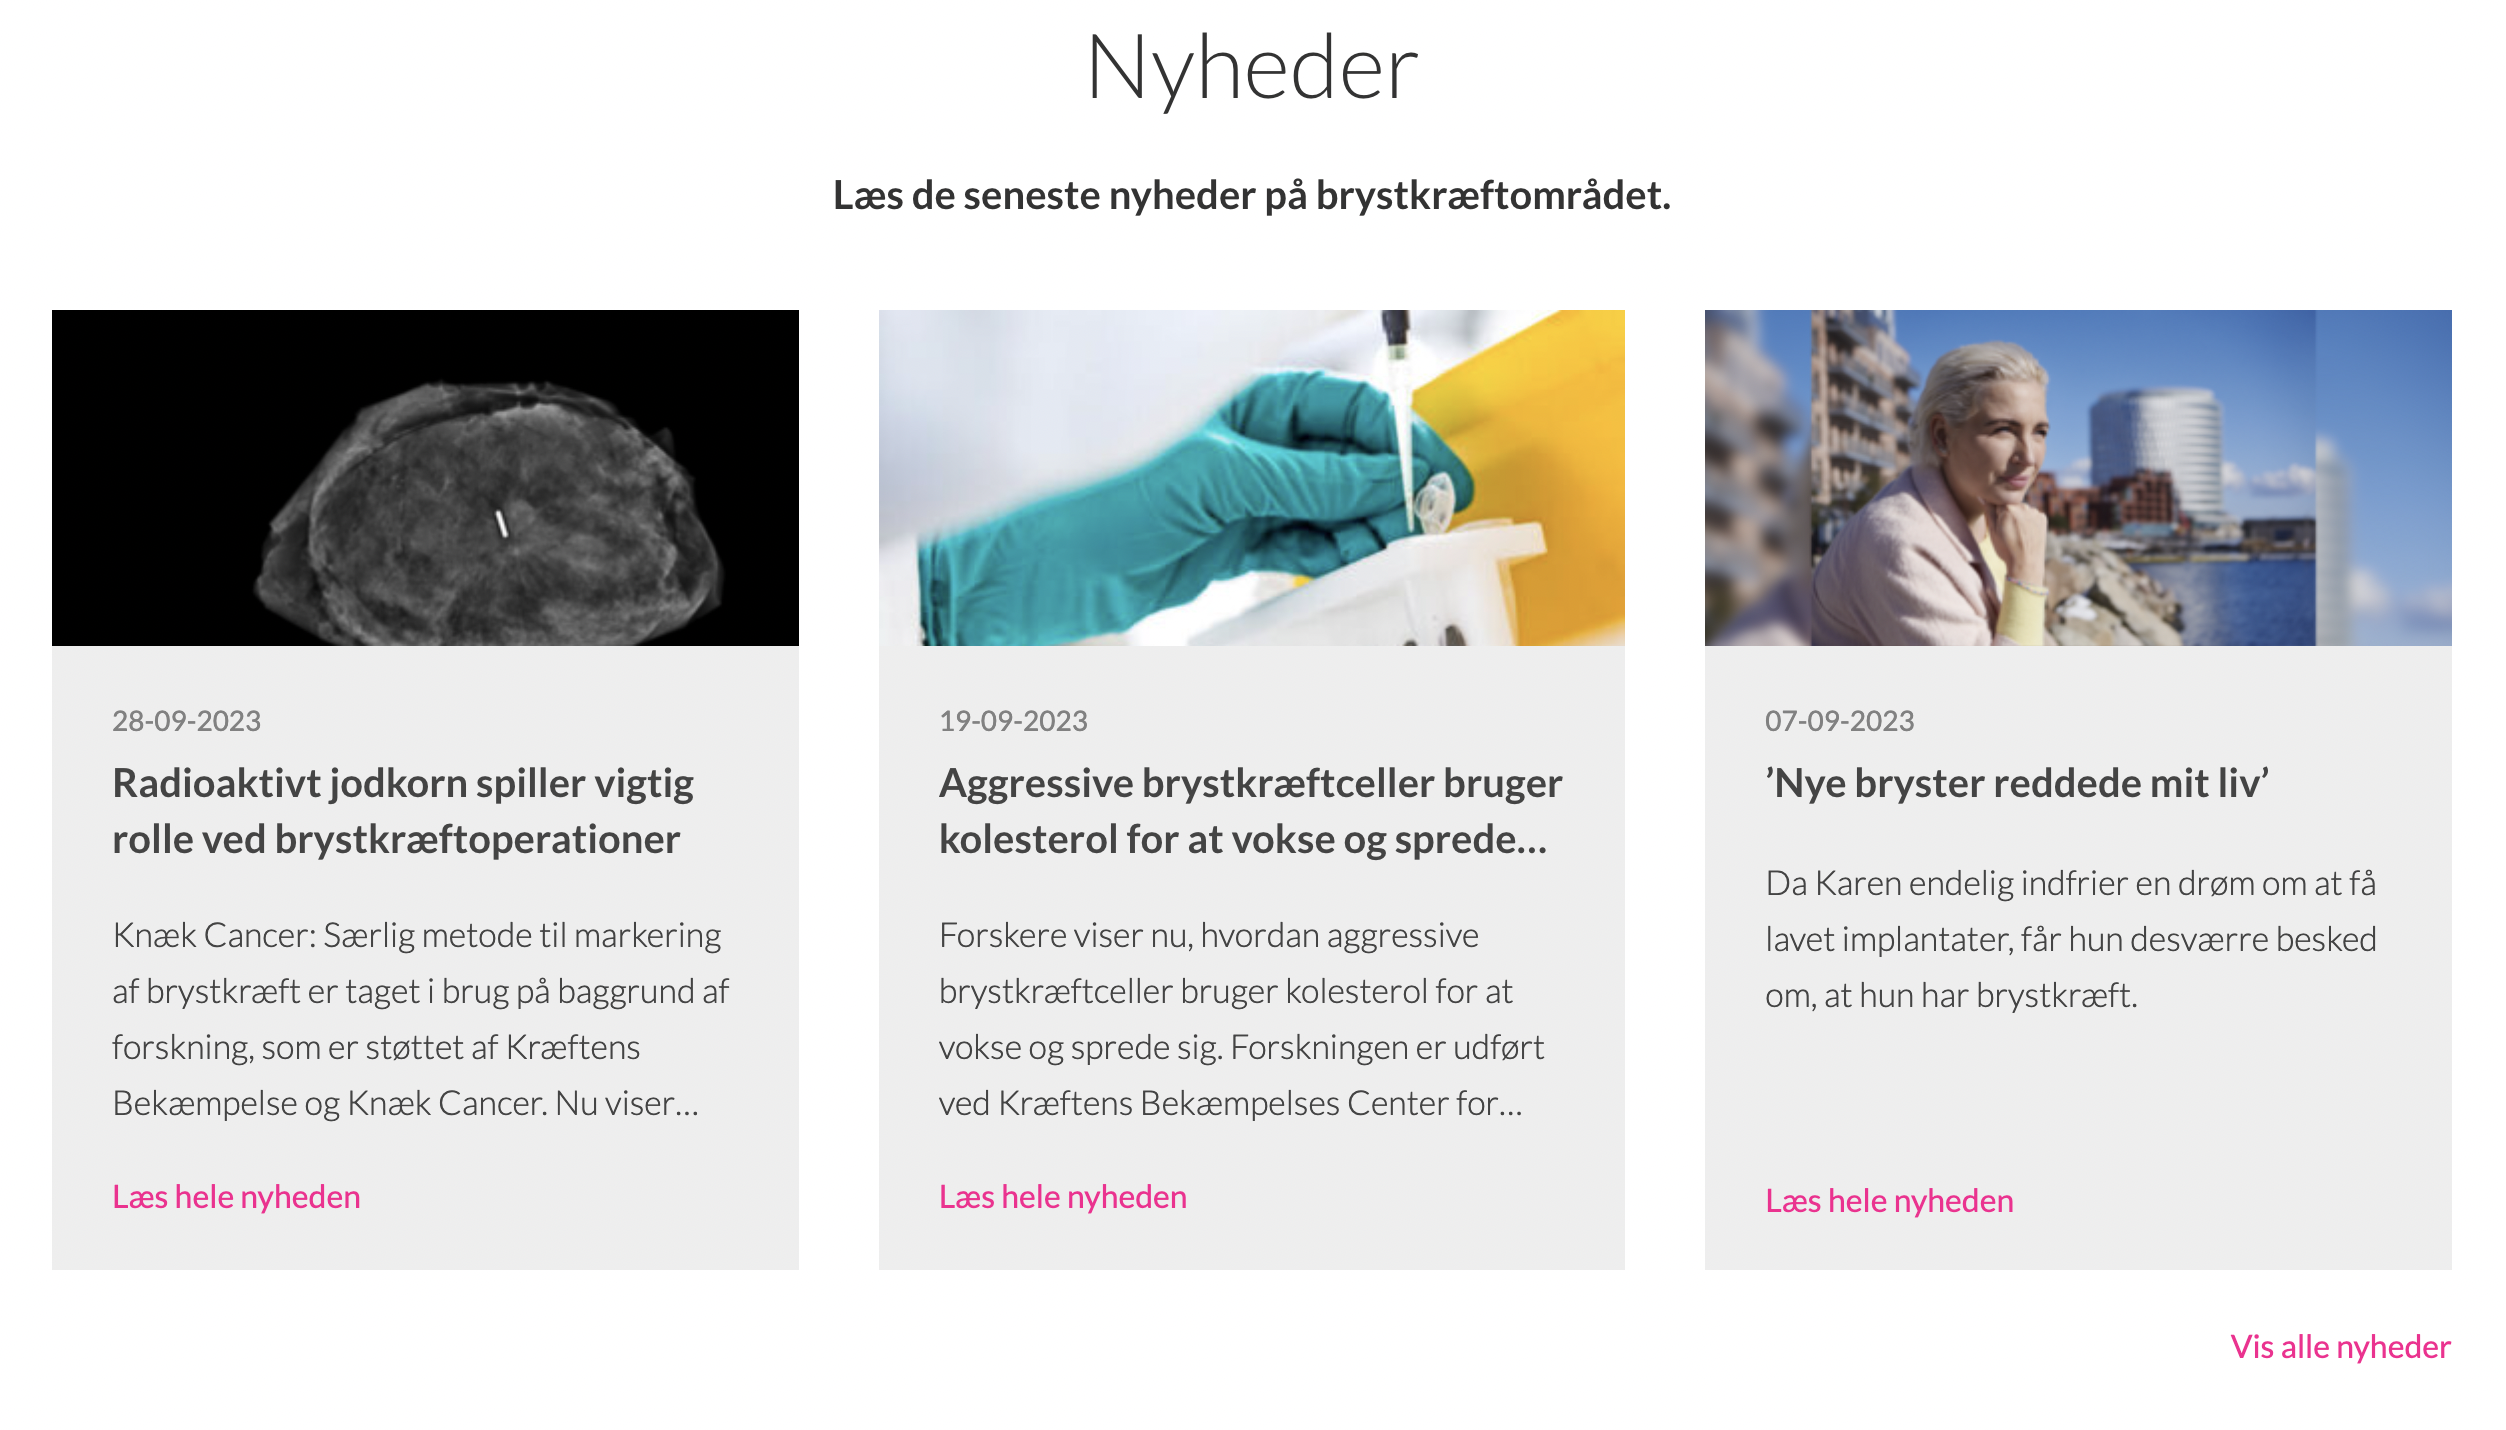 Nyheder
Læs de seneste nyheder på brystkræftområdet.
28-09-2023
Radioaktivt jodkorn spiller vigtig
rolle ved brystkræftoperationer
Knæk Cancer: Særlig metode til markering
af brystkræft er taget i brug på baggrund af
forskning, som er støttet af Kræftens
Bekæmpelse og Knæk Cancer. Nu viser...
Læs hele nyheden
19-09-2023
Aggressive brystkræftceller bruger
kolesterol for at vokse og sprede...
Forskere viser nu, hvordan aggressive
brystkræftceller bruger kolesterol for at
vokse og sprede sig. Forskningen er udført
ved Kræftens Bekæmpelses Center for...
Læs hele nyheden
07-09-2023
’Nye bryster reddede mit liv’
Da Karen endelig indfrier en drøm om at få
lavet implantater, får hun desværre besked
om, at hun har brystkræft.
Læs hele nyheden
Vis alle nyheder